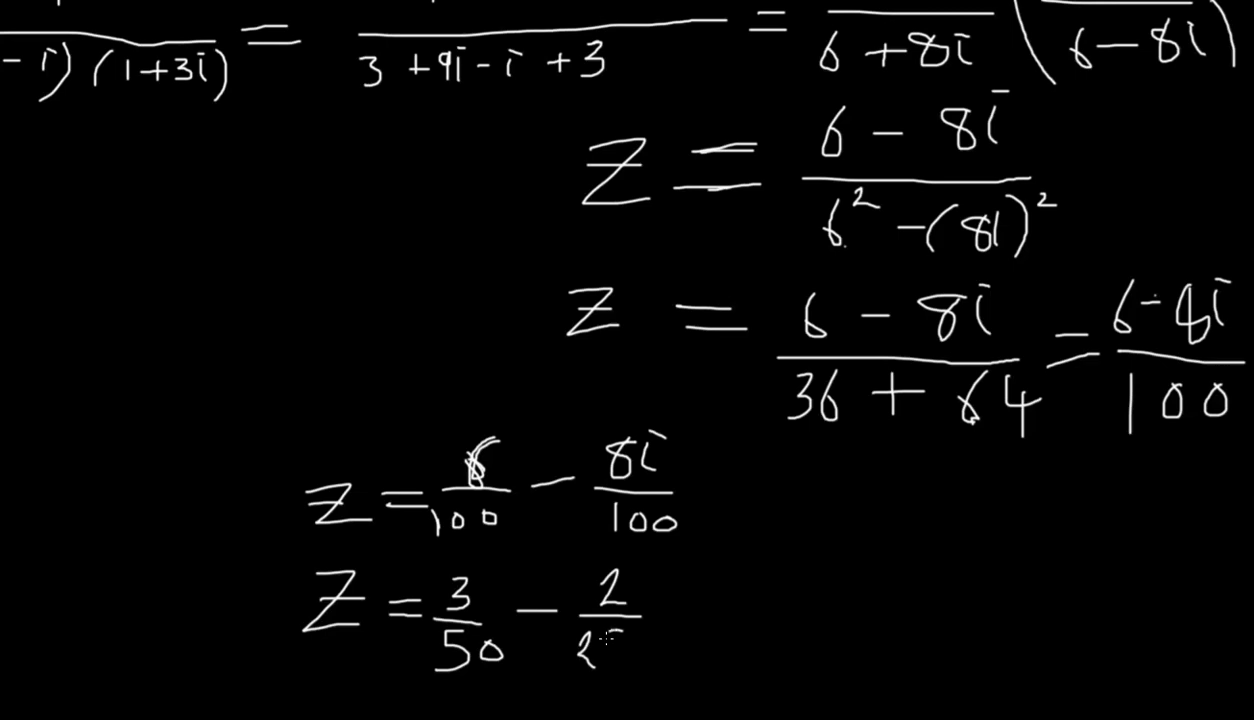 - i) (1+3i) = 3 +9i - i + 3 = 6 + 8i ( 6 - 8i )
Z = 6 - 8i / 6² - (8i)²
Z = 6 - 8i / 36 + 64 = 6 - 8i / 100
Z = 6 / 100 - 8i / 100
Z = 3 / 50 - 2 / 25